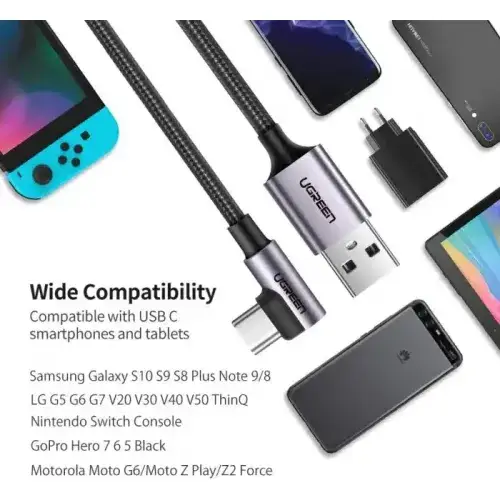 UGREEN
UGREEN
Wide Compatibility
Compatible with USB C
smartphones and tablets
Samsung Galaxy S10 S9 S8 Plus Note 9/8
LG G5 G6 G7 V20 V30 V40 V50 ThinQ
Nintendo Switch Console
GoPro Hero 7 6 5 Black
Motorola Moto G6/Moto Z Play/Z2 Force